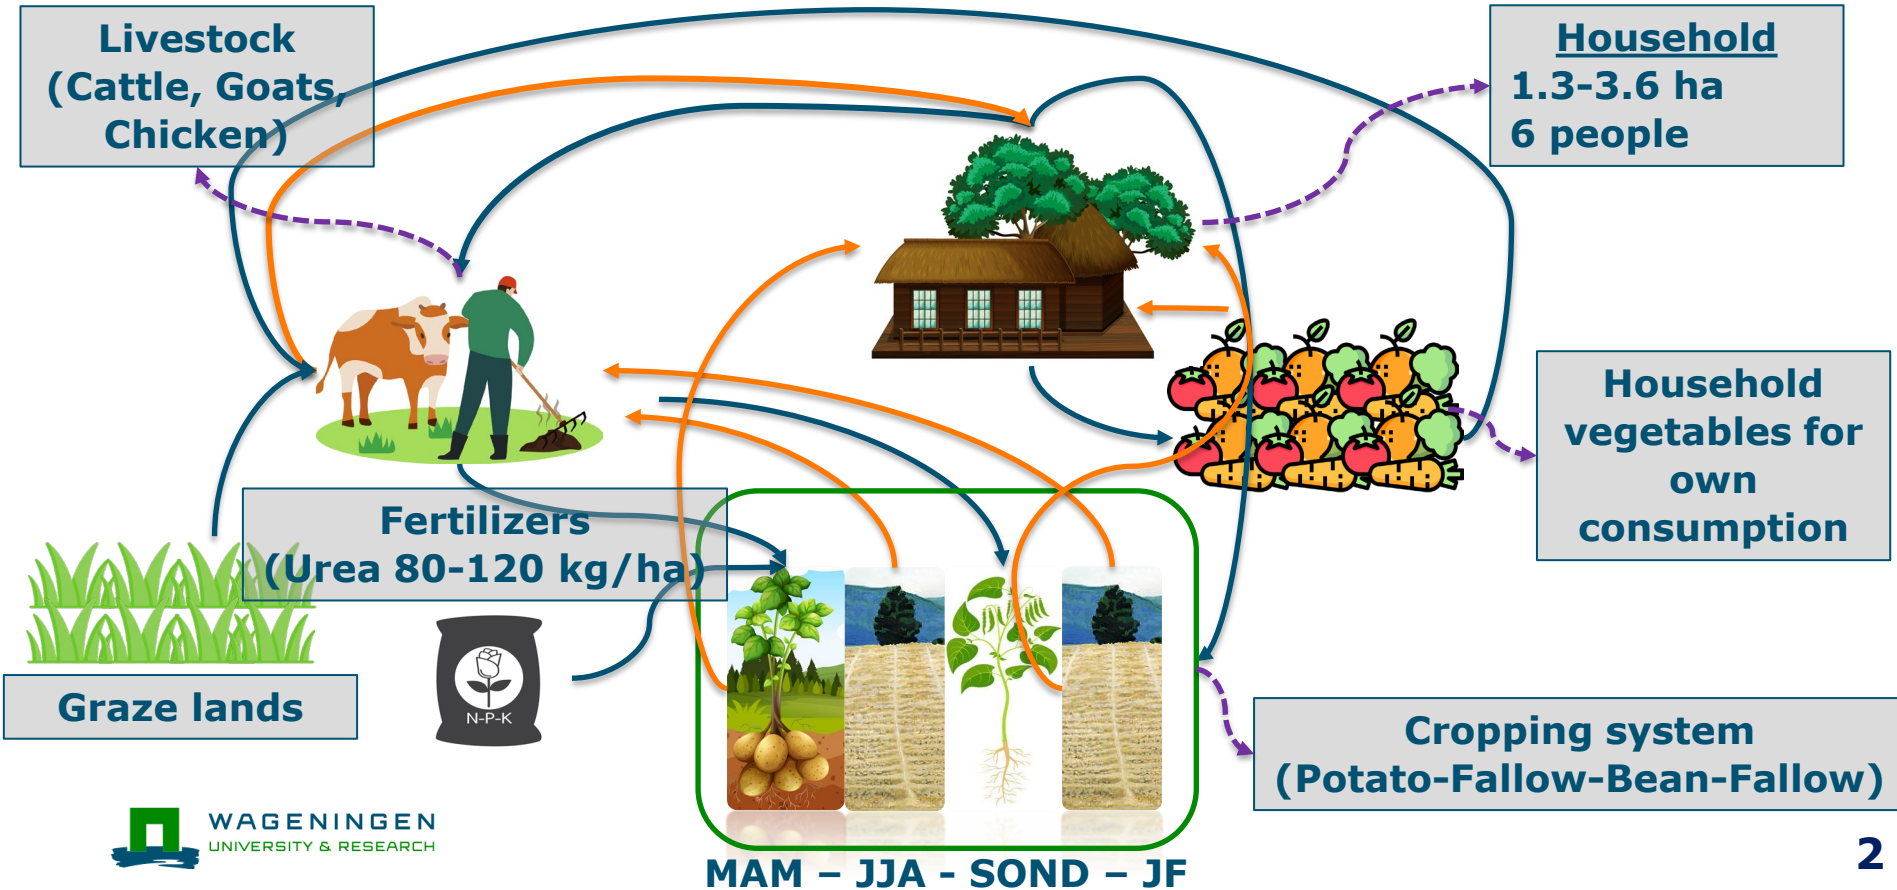 Livestock
(Cattle, Goats,
Chicken)
Household
1.3-3.6 ha
6 people
Household
vegetables for
own
consumption
Fertilizers
(Urea 80-120 kg/ha)
Graze lands
N-P-K
Cropping system
(Potato-Fallow-Bean-Fallow)
WAGENINGEN
UNIVERSITY & RESEARCH
MAM – JJA - SOND – JF
2